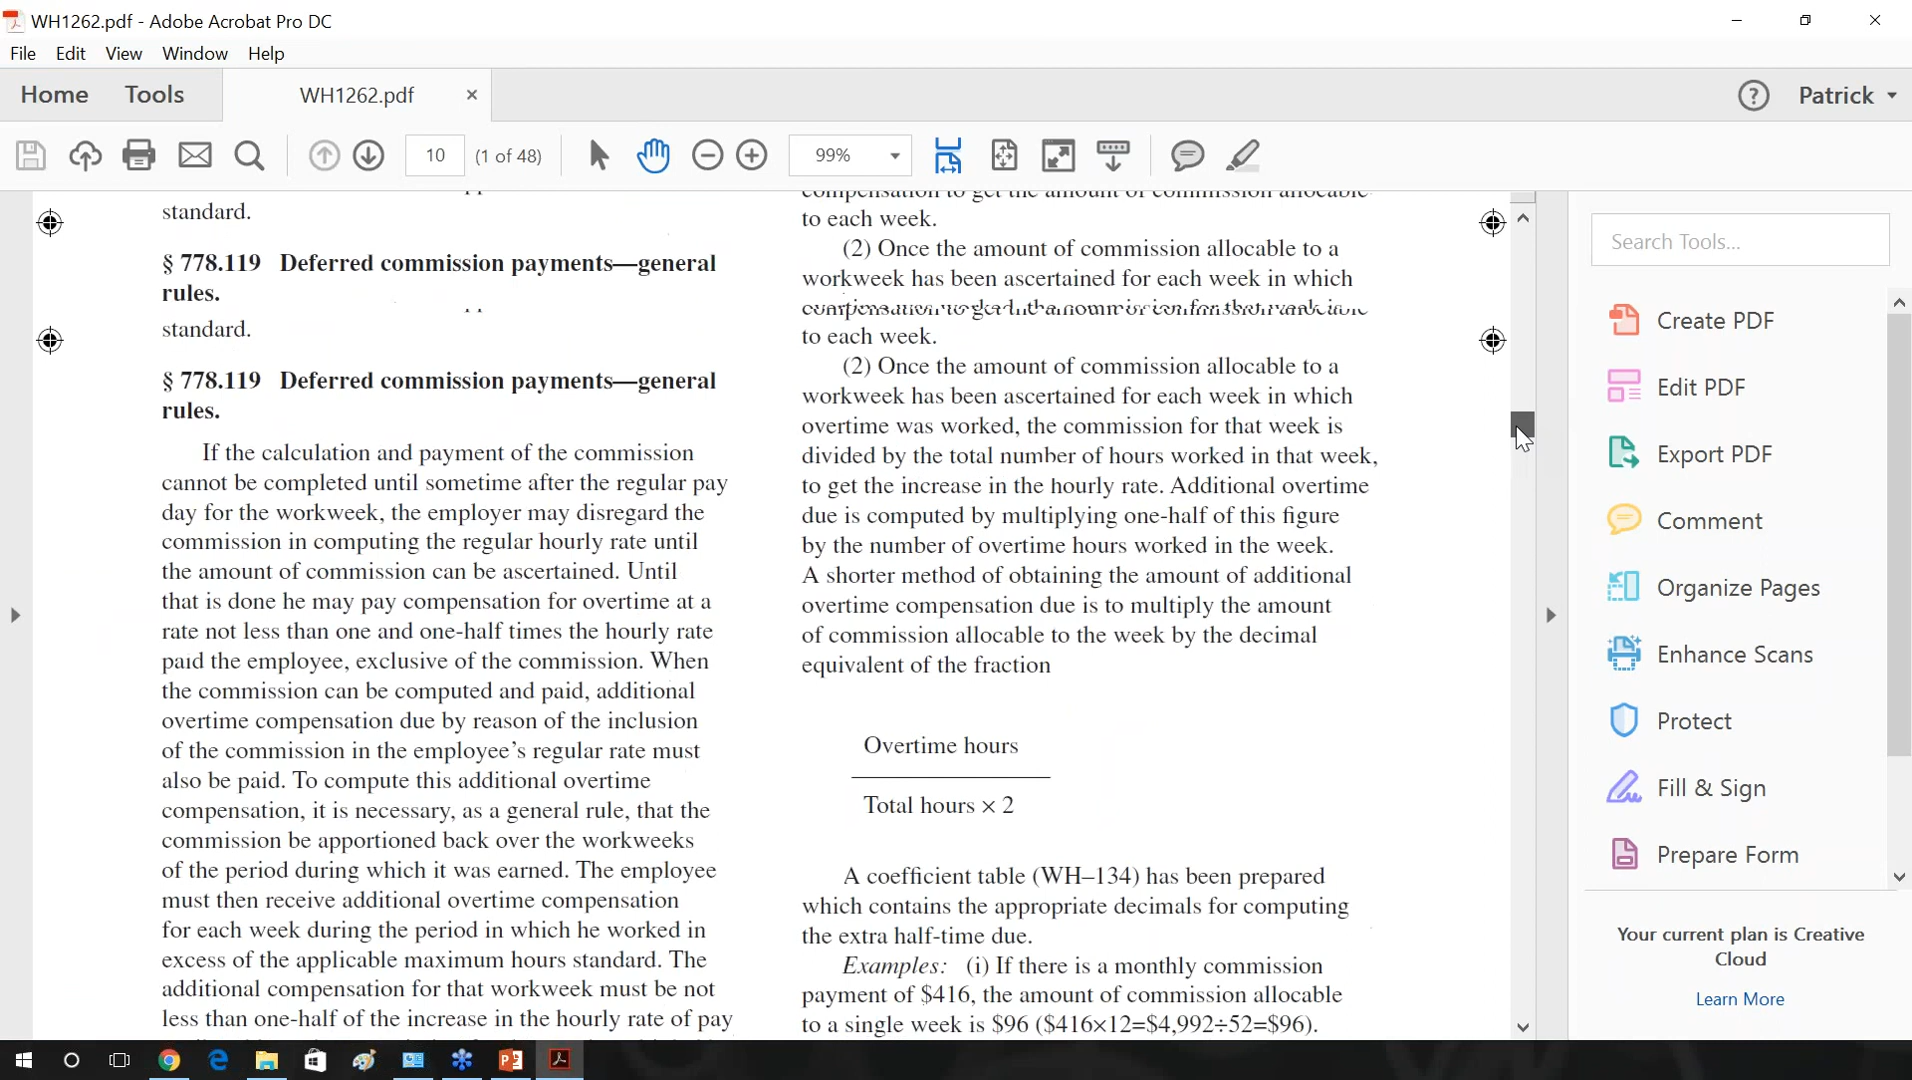 WH1262.pdf - Adobe Acrobat Pro DC
File Edit View Window Help
Home Tools WH1262.pdf × ? Patrick
10 (1 of 48) 99%
standard.
§ 778.119 Deferred commission payments—general
rules.
standard.
§ 778.119 Deferred commission payments—general
rules.
If the calculation and payment of the commission
cannot be completed until sometime after the regular pay
day for the workweek, the employer may disregard the
commission in computing the regular hourly rate until
the amount of commission can be ascertained. Until
that is done he may pay compensation for overtime at a
rate not less than one and one-half times the hourly rate
paid the employee, exclusive of the commission. When
the commission can be computed and paid, additional
overtime compensation due by reason of the inclusion
of the commission in the employee’s regular rate must
also be paid. To compute this additional overtime
compensation, it is necessary, as a general rule, that the
commission be apportioned back over the workweeks
of the period during which it was earned. The employee
must then receive additional overtime compensation
for each week during the period in which he worked in
excess of the applicable maximum hours standard. The
additional compensation for that workweek must be not
less than one-half of the increase in the hourly rate of pay
compensation to get the amount of commission allocable
to each week.
(2) Once the amount of commission allocable to a
workweek has been ascertained for each week in which
to each week.
(2) Once the amount of commission allocable to a
workweek has been ascertained for each week in which
overtime was worked, the commission for that week is
divided by the total number of hours worked in that week,
to get the increase in the hourly rate. Additional overtime
due is computed by multiplying one-half of this figure
by the number of overtime hours worked in the week.
A shorter method of obtaining the amount of additional
overtime compensation due is to multiply the amount
of commission allocable to the week by the decimal
equivalent of the fraction
Overtime hours
Total hours × 2
A coefficient table (WH–134) has been prepared
which contains the appropriate decimals for computing
the extra half-time due.
Examples: (i) If there is a monthly commission
payment of $416, the amount of commission allocable
to a single week is $96 ($416×12=$4,992÷52=$96).
Search Tools...
Create PDF
Edit PDF
Export PDF
Comment
Organize Pages
Enhance Scans
Protect
Fill & Sign
Prepare Form
Your current plan is Creative
Cloud
Learn More